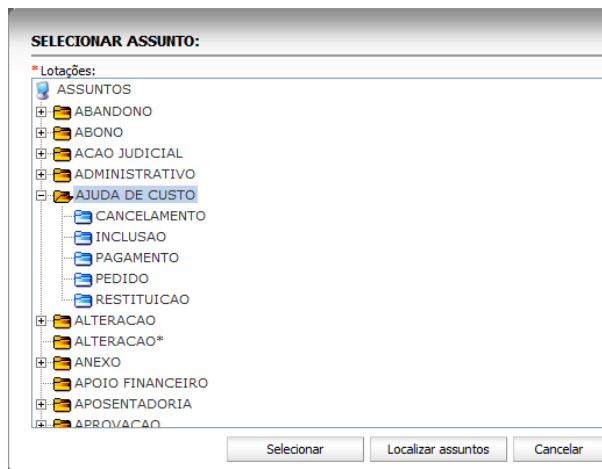 SELECIONAR ASSUNTO:
*Lotações:
ASSUNTOS
ABANDONO
ABONO
ACAO JUDICIAL
ADMINISTRATIVO
AJUDA DE CUSTO
CANCELAMENTO
INCLUSAO
PAGAMENTO
PEDIDO
RESTITUICAO
ALTERACAO
ALTERACAO*
ANEXO
APOIO FINANCEIRO
APOSENTADORIA
APROVACAO
Selecionar Localizar assuntos Cancelar